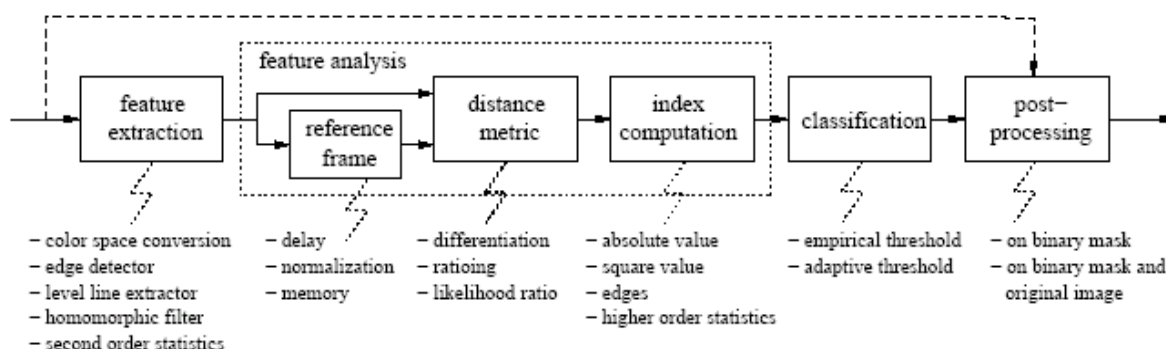 feature analysis
feature
extraction
reference
frame
distance
metric
index
computation
classification
post-
processing
– color space conversion
– edge detector
– level line extractor
– homomorphic filter
– second order statistics
– delay
– normalization
– memory
– differentiation
– ratioing
– likelihood ratio
– absolute value
– square value
– edges
– higher order statistics
– empirical threshold
– adaptive threshold
– on binary mask
– on binary mask and
original image